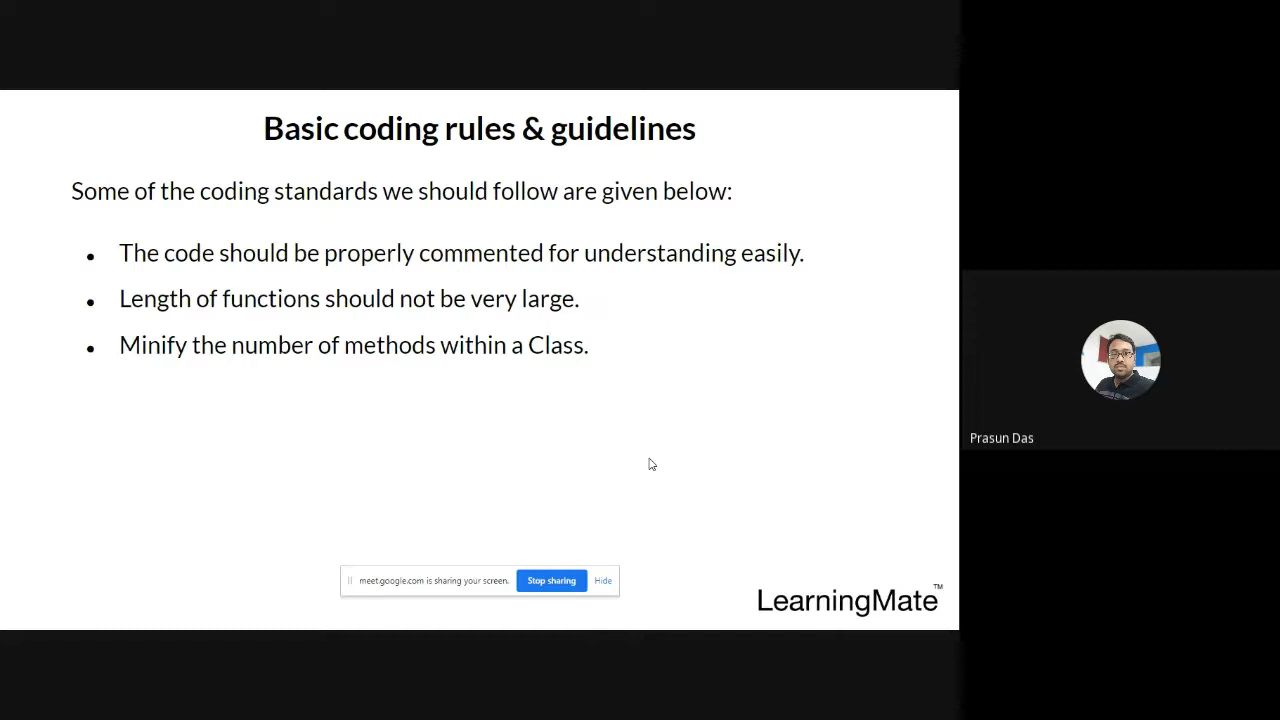 Basic coding rules & guidelines
Some of the coding standards we should follow are given below:
• The code should be properly commented for understanding easily.
• Length of functions should not be very large.
• Minify the number of methods within a Class.
Prasun Das
meet.google.com is sharing your screen. Stop sharing Hide
LearningMate™